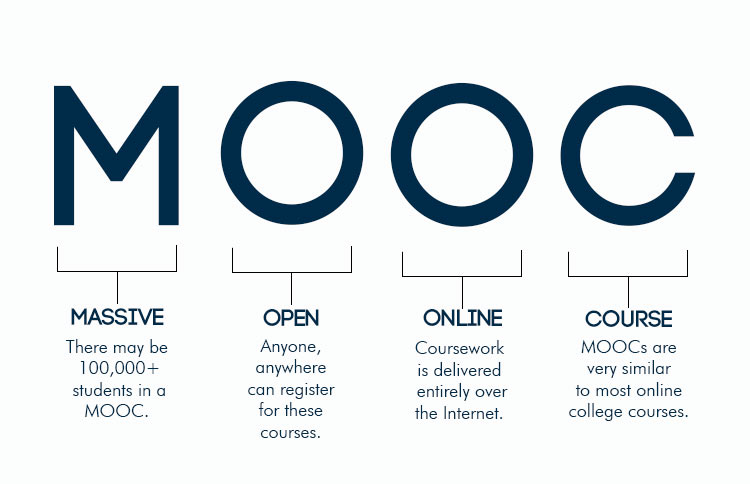 MOOC
MASSIVE
There may be
100,000+
students in a
MOOC.
OPEN
Anyone,
anywhere
can register
for these
courses.
ONLINE
Coursework
is delivered
entirely over
the Internet.
COURSE
MOOCs are
very similar
to most online
college courses.